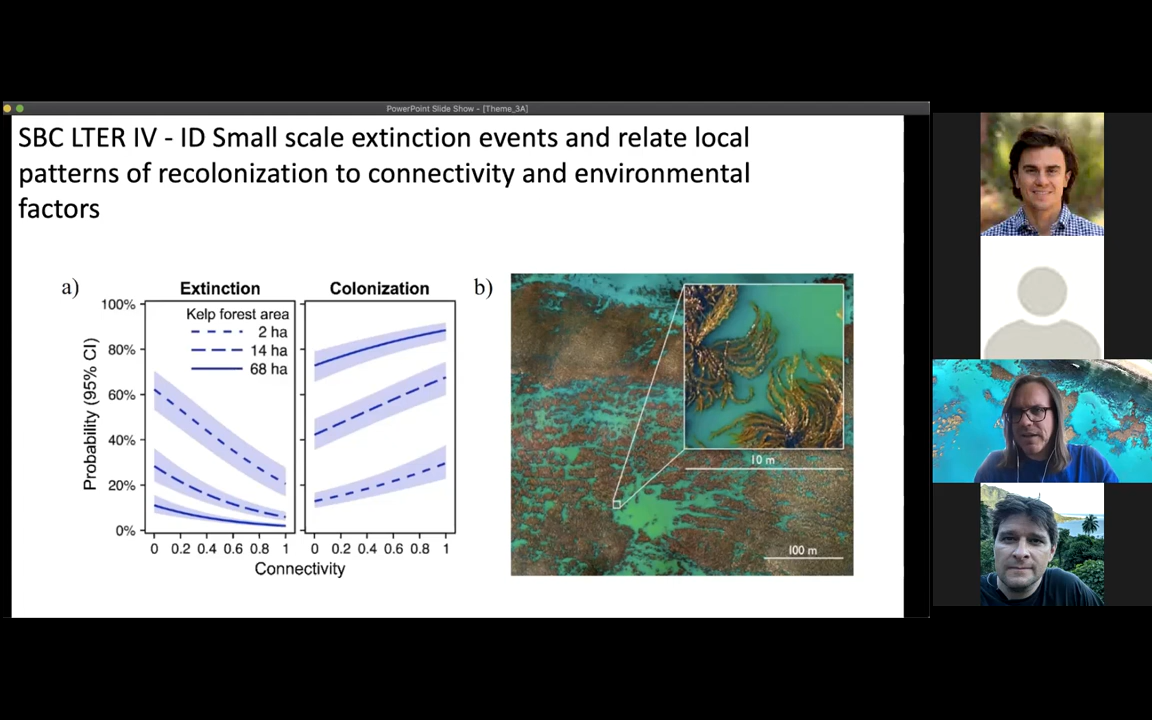 PowerPoint Slide Show - [Theme_3A]
SBC LTER IV - ID Small scale extinction events and relate local
patterns of recolonization to connectivity and environmental
factors
a)
Extinction
Colonization
b)
Kelp forest area
2 ha
14 ha
68 ha
Probability (95% CI)
100%
80%
60%
40%
20%
0%
0 0.2 0.4 0.6 0.8 1
0 0.2 0.4 0.6 0.8 1
Connectivity
10 m
100 m